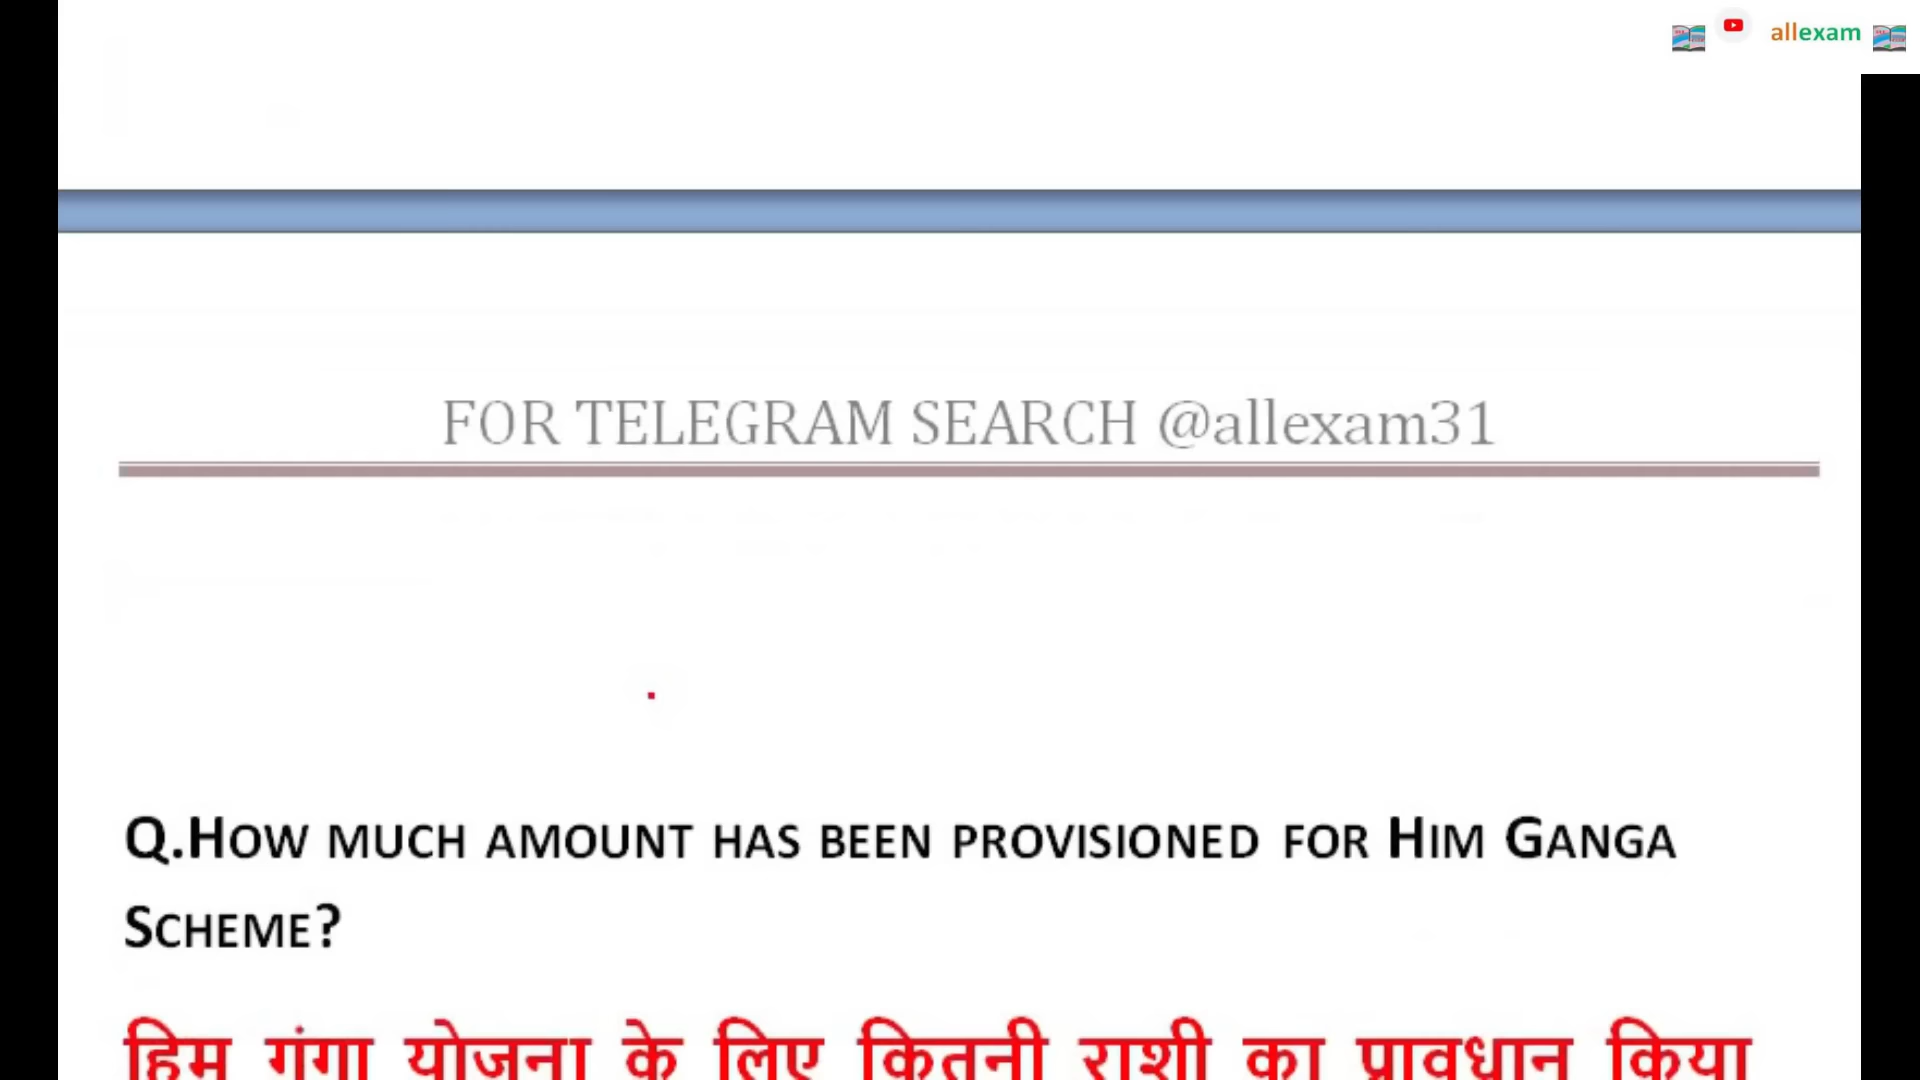 allexam
FOR TELEGRAM SEARCH @allexam31
Q.HOW MUCH AMOUNT HAS BEEN PROVISIONED FOR HIM GANGA
SCHEME?
हिम गंगा योजना के लिए कितनी राशी का प्रावधान किया